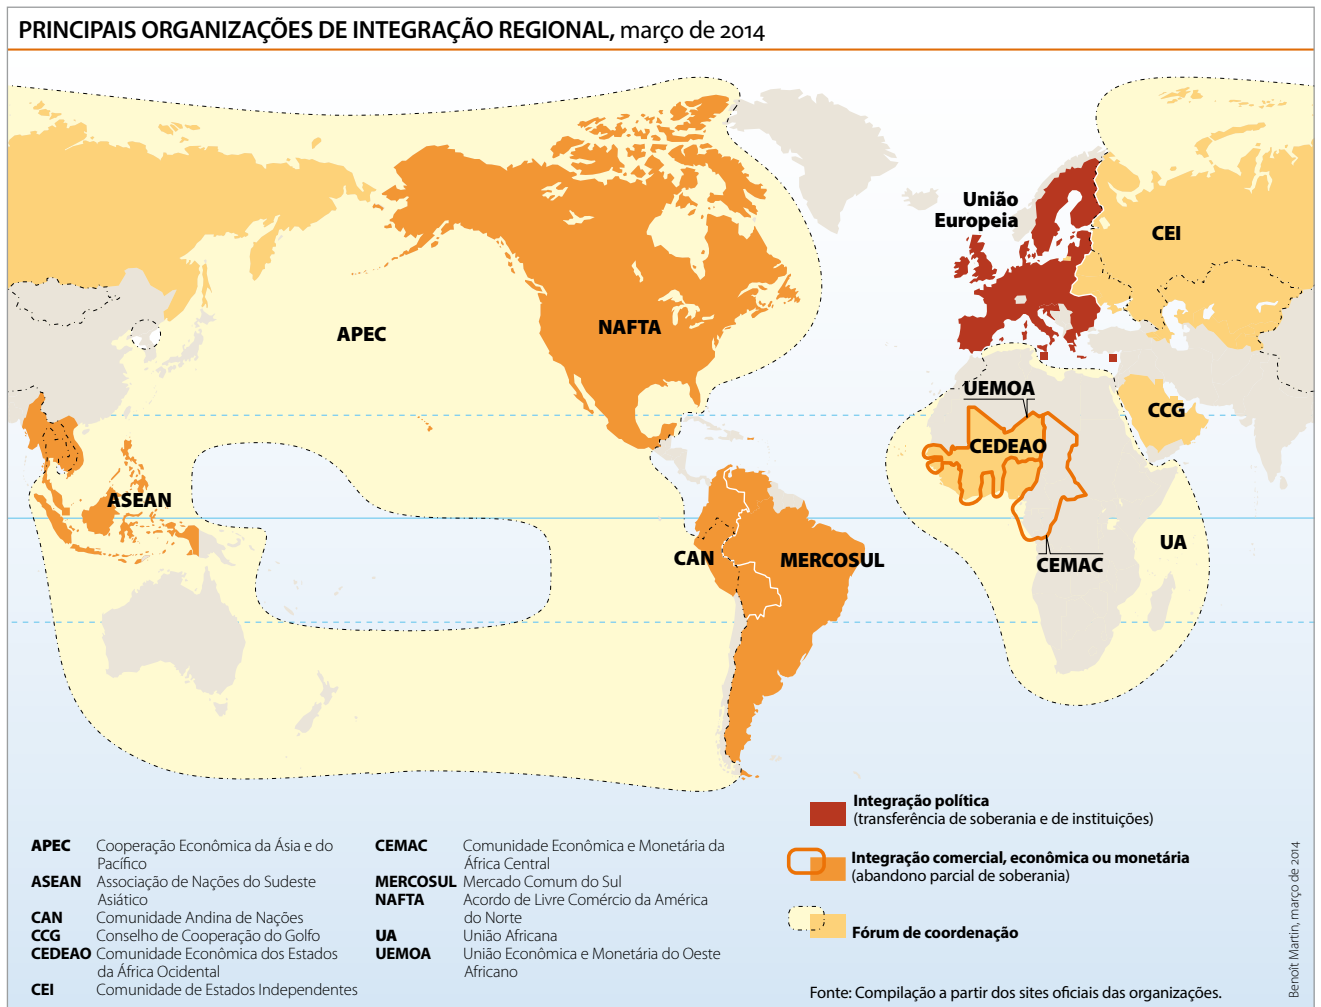 PRINCIPAIS ORGANIZAÇÕES DE INTEGRAÇÃO REGIONAL, março de 2014
União
Europeia
CEI
APEC
NAFTA
UEMOA
CCG
CEDEAO
ASEAN
UA
CAN
MERCOSUL
CEMAC
APEC Cooperação Econômica da Ásia e do
Pacífico
ASEAN Associação de Nações do Sudeste
Asiático
CAN Comunidade Andina de Nações
CCG Conselho de Cooperação do Golfo
CEDEAO Comunidade Econômica dos Estados
da África Ocidental
CEI Comunidade de Estados Independentes
CEMAC Comunidade Econômica e Monetária da
África Central
MERCOSUL Mercado Comum do Sul
NAFTA Acordo de Livre Comércio da América
do Norte
UA União Africana
UEMOA União Econômica e Monetária do Oeste
Africano
Integração política
(transferência de soberania e de instituições)
Integração comercial, econômica ou monetária
(abandono parcial de soberania)
Fórum de coordenação
Fonte: Compilação a partir dos sites oficiais das organizações.
Benoît Martin, março de 2014